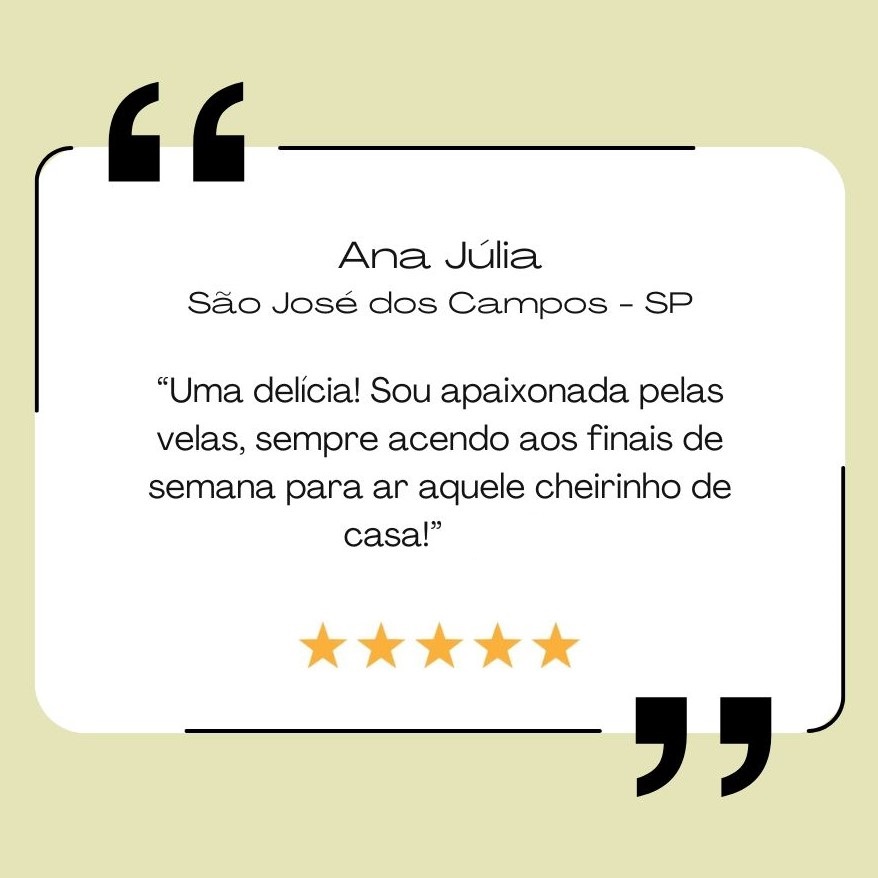 Ana Júlia
São José dos Campos - SP
“Uma delícia! Sou apaixonada pelas
velas, sempre acendo aos finais de
semana para ar aquele cheirinho de
casa!”